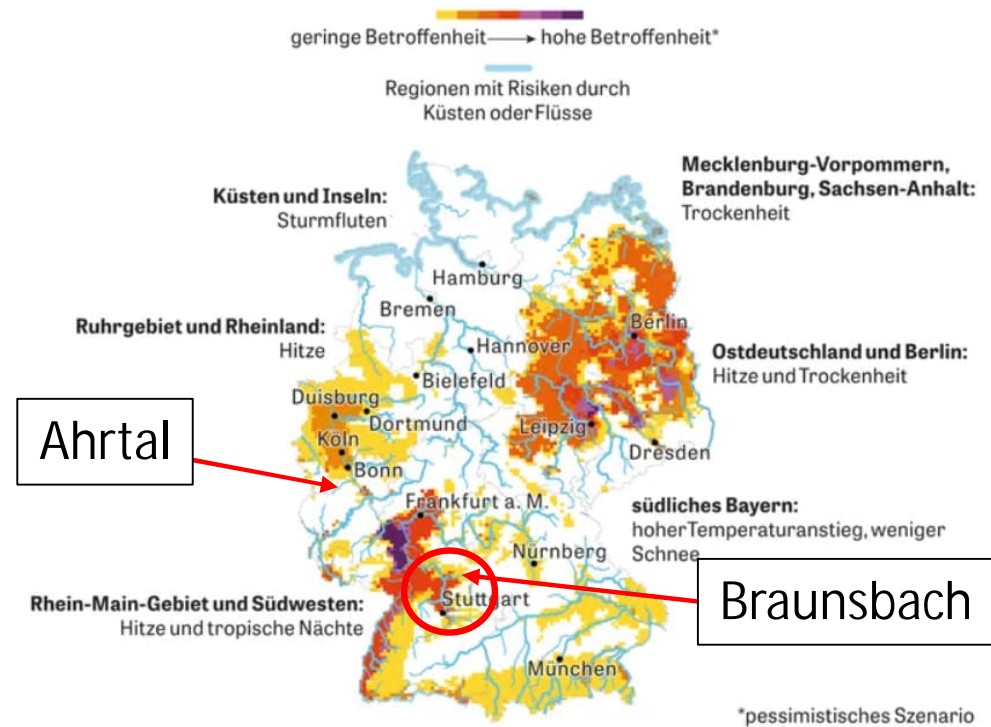 geringe Betroffenheit → hohe Betroffenheit*
Regionen mit Risiken durch
Küsten oder Flüsse
Mecklenburg-Vorpommern,
Brandenburg, Sachsen-Anhalt:
Trockenheit
Küsten und Inseln:
Sturmfluten
Hamburg
Bremen
Berlin
Ruhrgebiet und Rheinland:
Hitze
Hannover
Ostdeutschland und Berlin:
Hitze und Trockenheit
Bielefeld
Duisburg
Dortmund
Leipzig
Köln
Dresden
Bonn
Ahrtal
Frankfurt a. M.
südliches Bayern:
hoher Temperaturanstieg, weniger
Schnee
Nürnberg
Braunsbach
Stuttgart
Rhein-Main-Gebiet und Südwesten:
Hitze und tropische Nächte
München
*pessimistisches Szenario